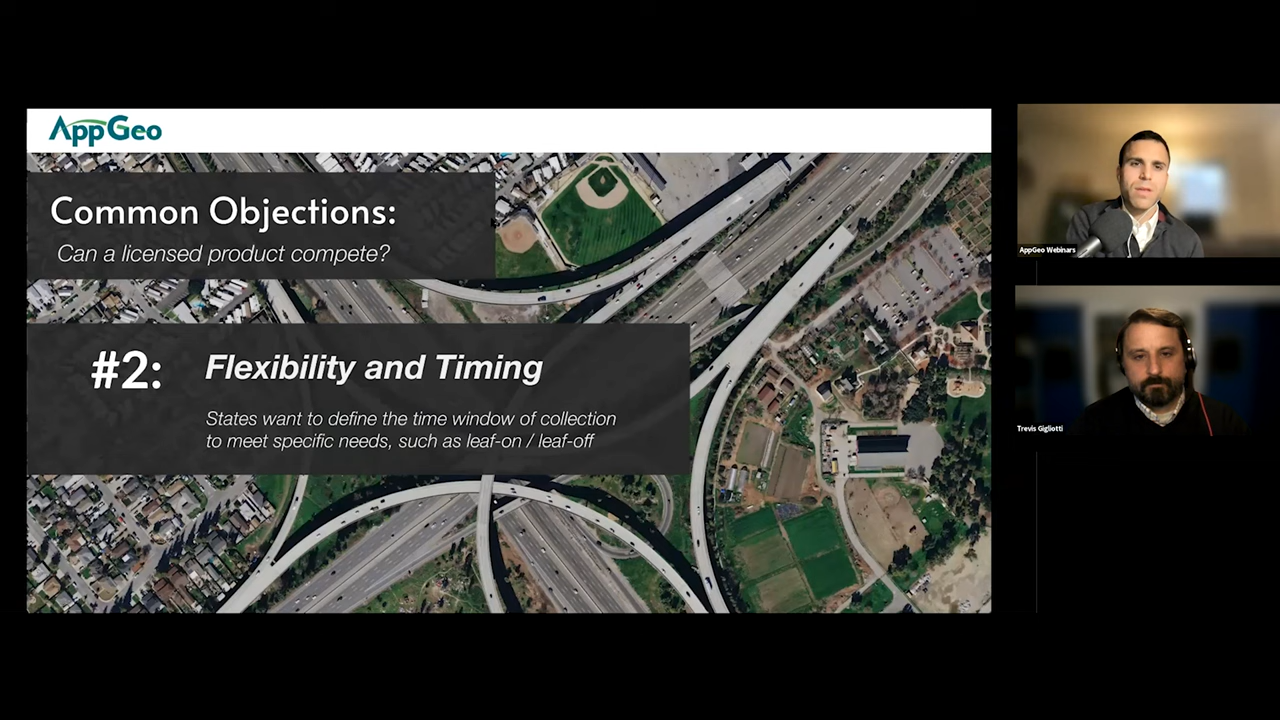 AppGeo
Common Objections:
Can a licensed product compete?
#2:
Flexibility and Timing
States want to define the time window of collection
to meet specific needs, such as leaf-on / leaf-off
AppGeo Webinars
Trevis Gigliotti